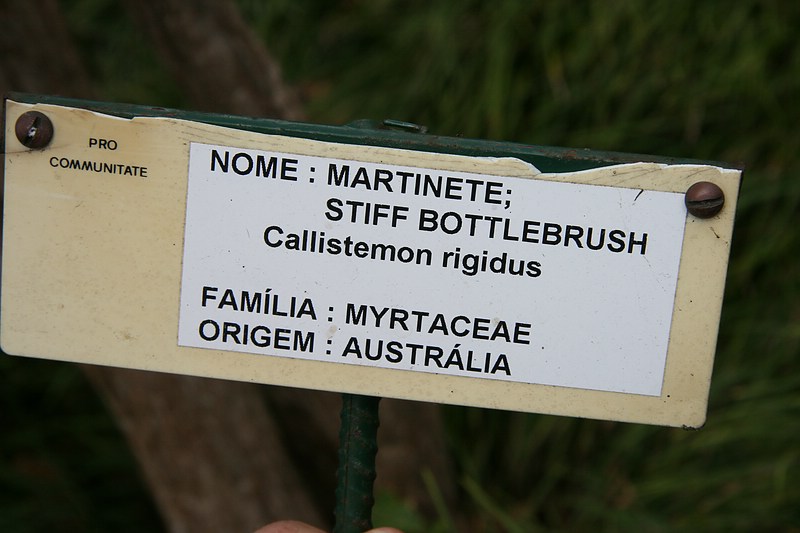 PRO
COMMUNITATE
NOME : MARTINETE;
STIFF BOTTLEBRUSH
Callistemon rigidus
FAMÍLIA : MYRTACEAE
ORIGEM : AUSTRÁLIA